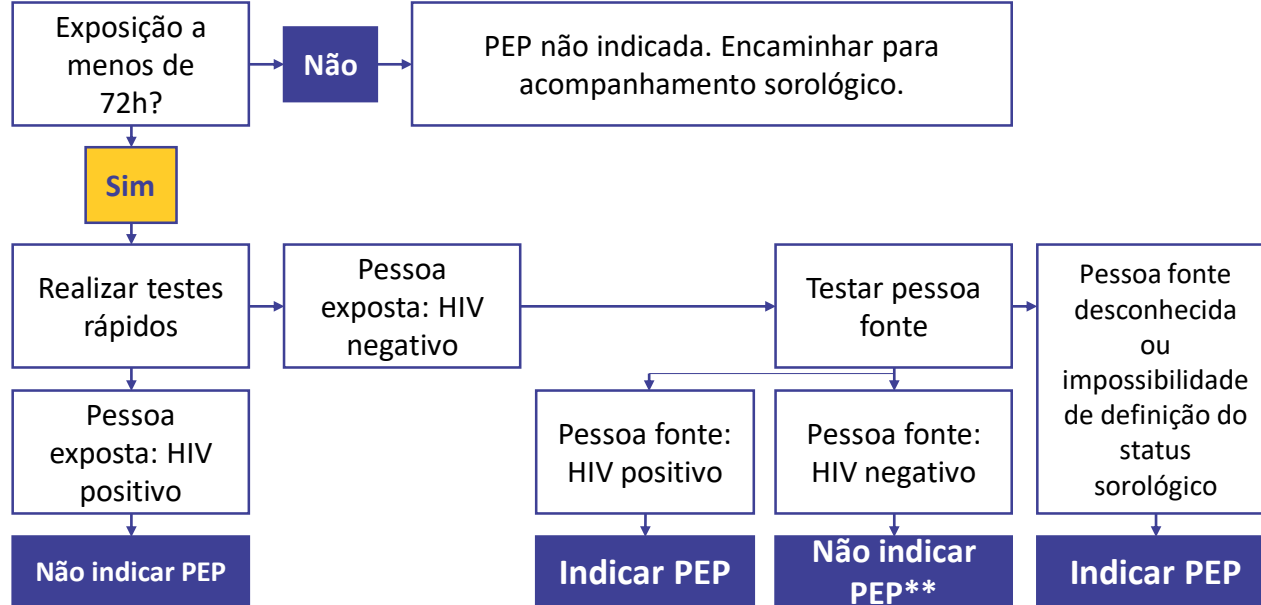 Exposição a
menos de
72h?
Não
PEP não indicada. Encaminhar para
acompanhamento sorológico.
Sim
Realizar testes
rápidos
Pessoa
exposta: HIV
negativo
Testar pessoa
fonte
Pessoa fonte
desconhecida
ou
impossibilidade
de definição do
status
sorológico
Pessoa
exposta: HIV
positivo
Pessoa fonte:
HIV positivo
Pessoa fonte:
HIV negativo
Não indicar PEP
Indicar PEP
Não indicar
PEP**
Indicar PEP